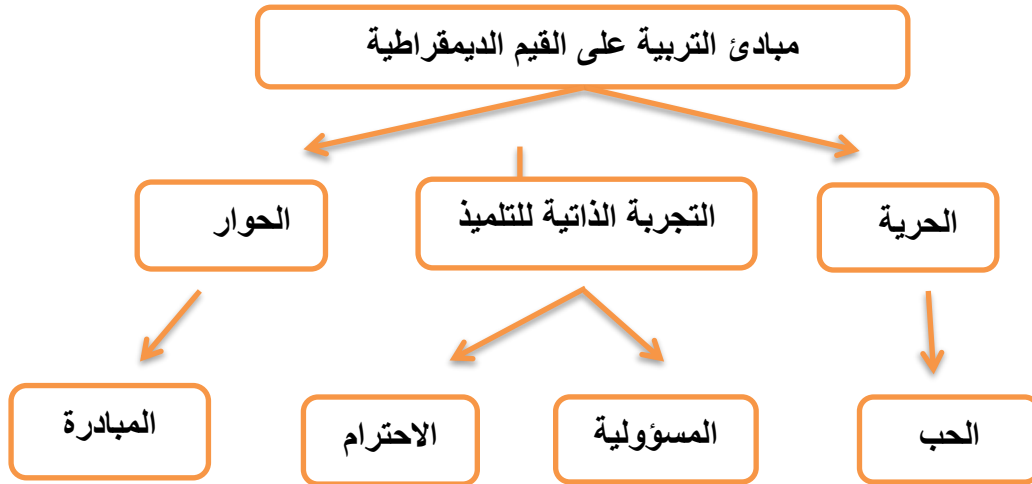 مبادئ التربية على القيم الديمقراطية
الحرية
التجربة الذاتية للتلميذ
الحوار
الحب
المسؤولية
الاحترام
المبادرة